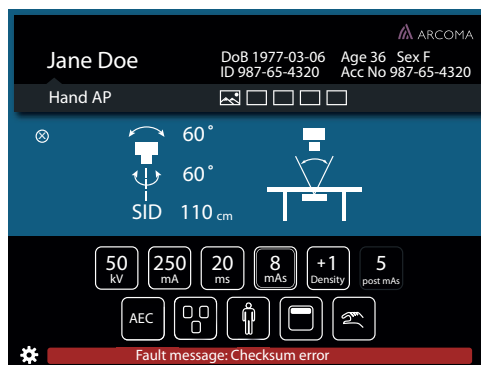 ARCOMA
Jane Doe
DoB 1977-03-06 Age 36 Sex F
ID 987-65-4320 Acc No 987-65-4320
Hand AP
60°
60°
SID 110 cm
50 250 20 8 +1 5
kV mA ms mAs Density post mAs
AEC
Fault message: Checksum error